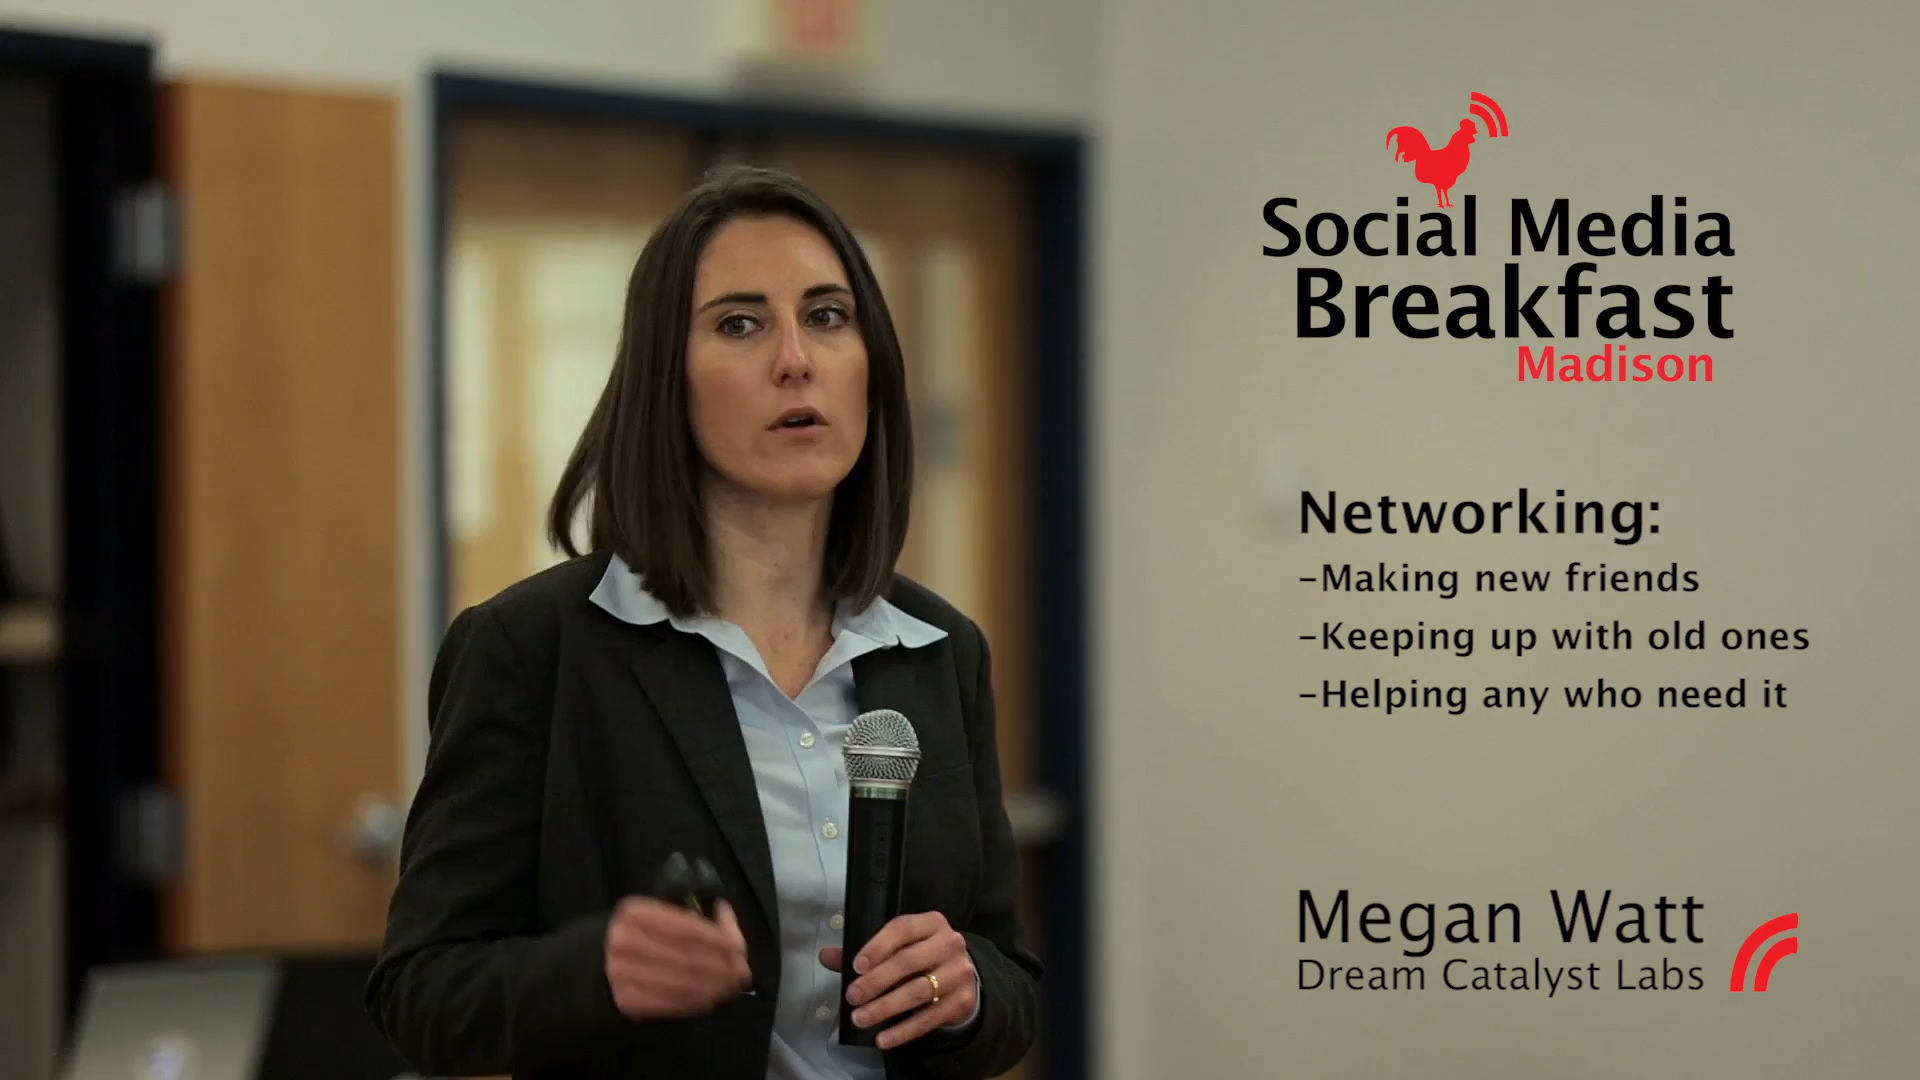 Social Media
Breakfast
Madison
Networking:
-Making new friends
-Keeping up with old ones
-Helping any who need it
Megan Watt
Dream Catalyst Labs